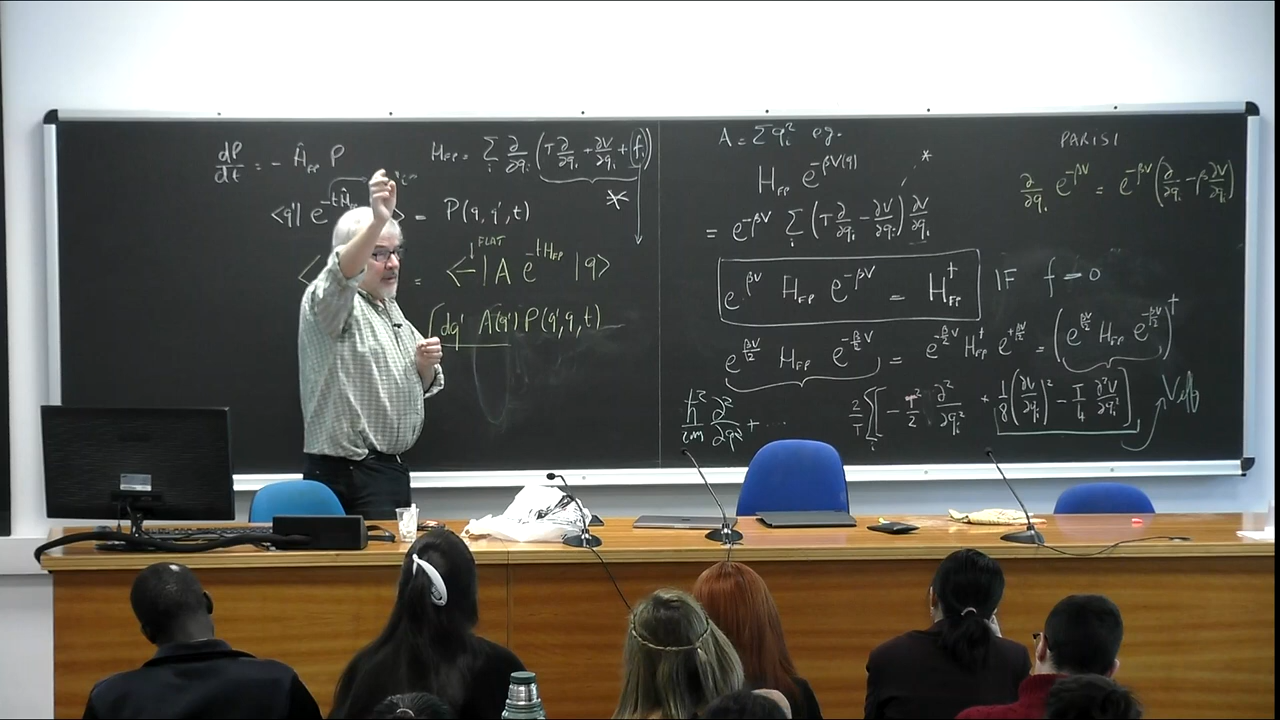 dP/dt = - Ĥ_FP P
H_FP = Σ_i ∂/∂q_i (T ∂/∂q_i + ∂V/∂q_i + f_i)
*
<q'| e^{-tĤ_FP} > = P(q, q', t)
FLAT
= <-| A e^{-tH_FP} |q>
∫dq' A(q') P(q', q, t)
A = Σ q_i² eg.
H_FP e^{-βV(q)}
*
= e^{-βV} Σ_i (T ∂/∂q_i - ∂V/∂q_i) ∂V/∂q_i
e^{βV} H_FP e^{-βV} = H_FP^† IF f = 0
e^{βV/2} H_FP e^{-β/2 V} = e^{-β/2 V} H_FP^† e^{+βV/2} = (e^{βV/2} H_FP e^{-βV/2})^†
ħ²/2m ∂²/∂q² + ...
2/T Σ_i [ - T²/2 ∂²/∂q_i² + 1/8 (∂V/∂q_i)² - T/4 ∂²V/∂q_i² ] Veff
PARISI
∂/∂q_i e^{-βV} = e^{-βV} (∂/∂q_i - β ∂V/∂q_i)